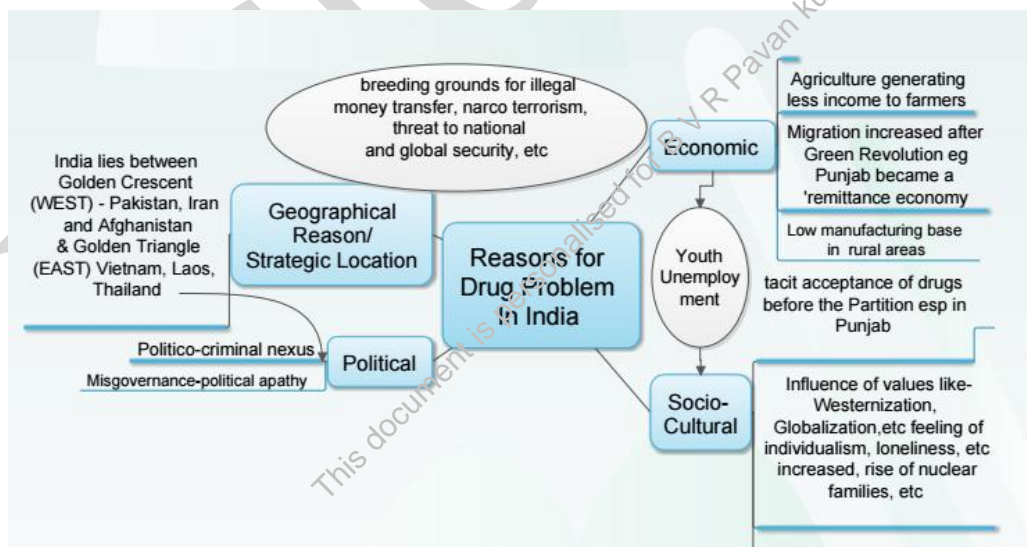 breeding grounds for illegal
money transfer, narco terrorism,
threat to national
and global security, etc
Economic
Agriculture generating
less income to farmers
Migration increased after
Green Revolution eg
Punjab became a
'remittance economy
Low manufacturing base
in rural areas
India lies between
Golden Crescent
(WEST) - Pakistan, Iran
and Afghanistan
& Golden Triangle
(EAST) Vietnam, Laos,
Thailand
Geographical
Reason/
Strategic Location
Reasons for
Drug Problem
In India
Youth
Unemploy
ment
tacit acceptance of drugs
before the Partition esp in
Punjab
Politico-criminal nexus
Misgovernance-political apathy
Political
Socio-
Cultural
Influence of values like-
Westernization,
Globalization,etc feeling of
individualism, loneliness, etc
increased, rise of nuclear
families, etc
This document is personalised for B V R Pavan